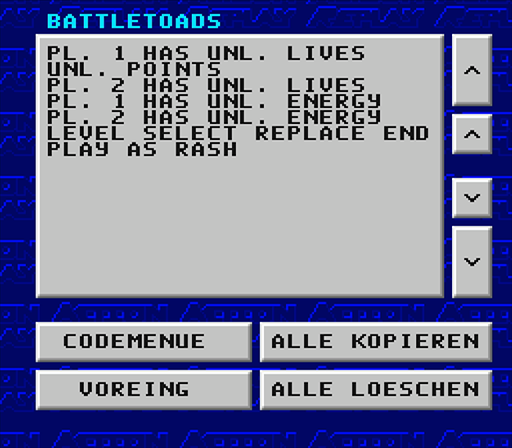 BATTLETOADS
PL. 1 HAS UNL. LIVES
UNL. POINTS
PL. 2 HAS UNL. LIVES
PL. 1 HAS UNL. ENERGY
PL. 2 HAS UNL. ENERGY
LEVEL SELECT REPLACE END
PLAY AS RASH
CODEMENUE
ALLE KOPIEREN
VOREING
ALLE LOESCHEN